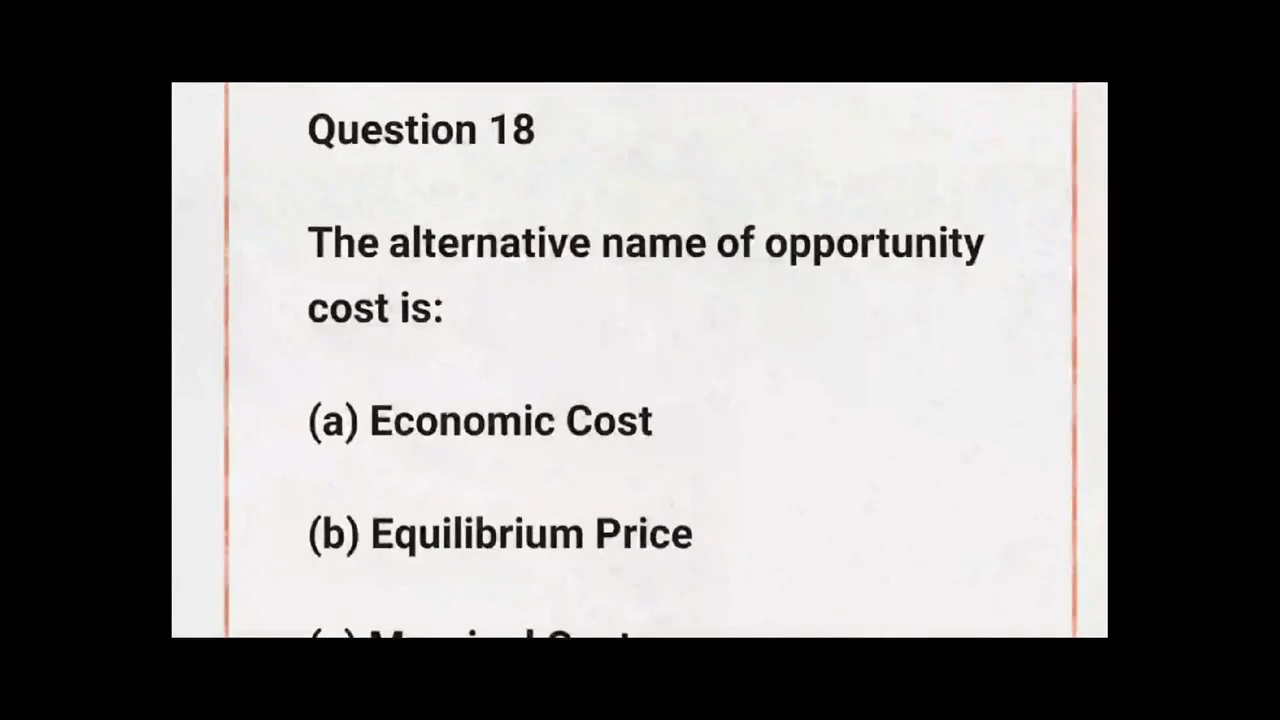 Question 18
The alternative name of opportunity
cost is:
(a) Economic Cost
(b) Equilibrium Price